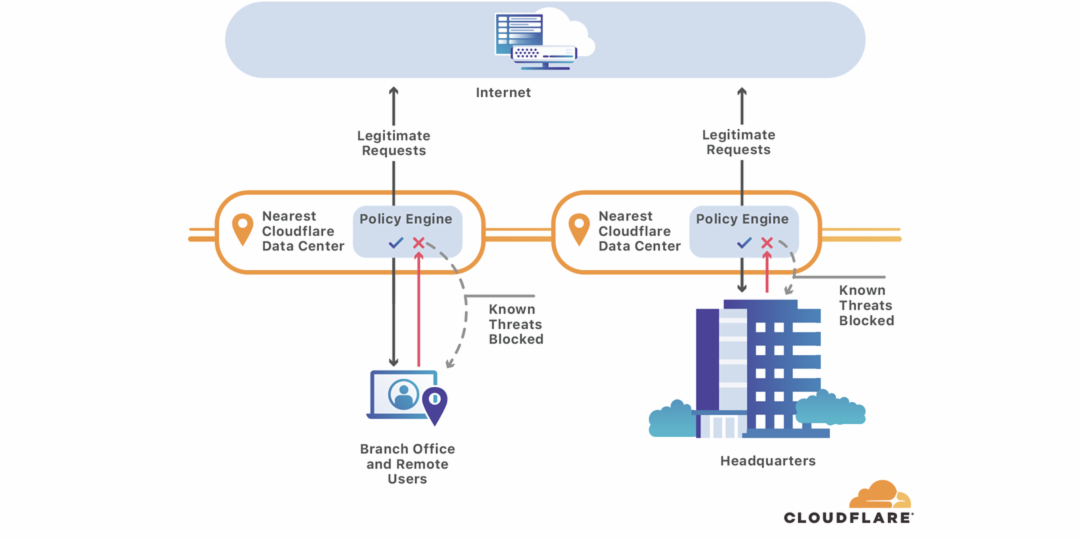 Internet
Legitimate
Requests
Legitimate
Requests
Nearest
Cloudflare
Data Center
Policy Engine
Nearest
Cloudflare
Data Center
Policy Engine
Known
Threats
Blocked
Known
Threats
Blocked
Branch Office
and Remote
Users
Headquarters
CLOUDFLARE